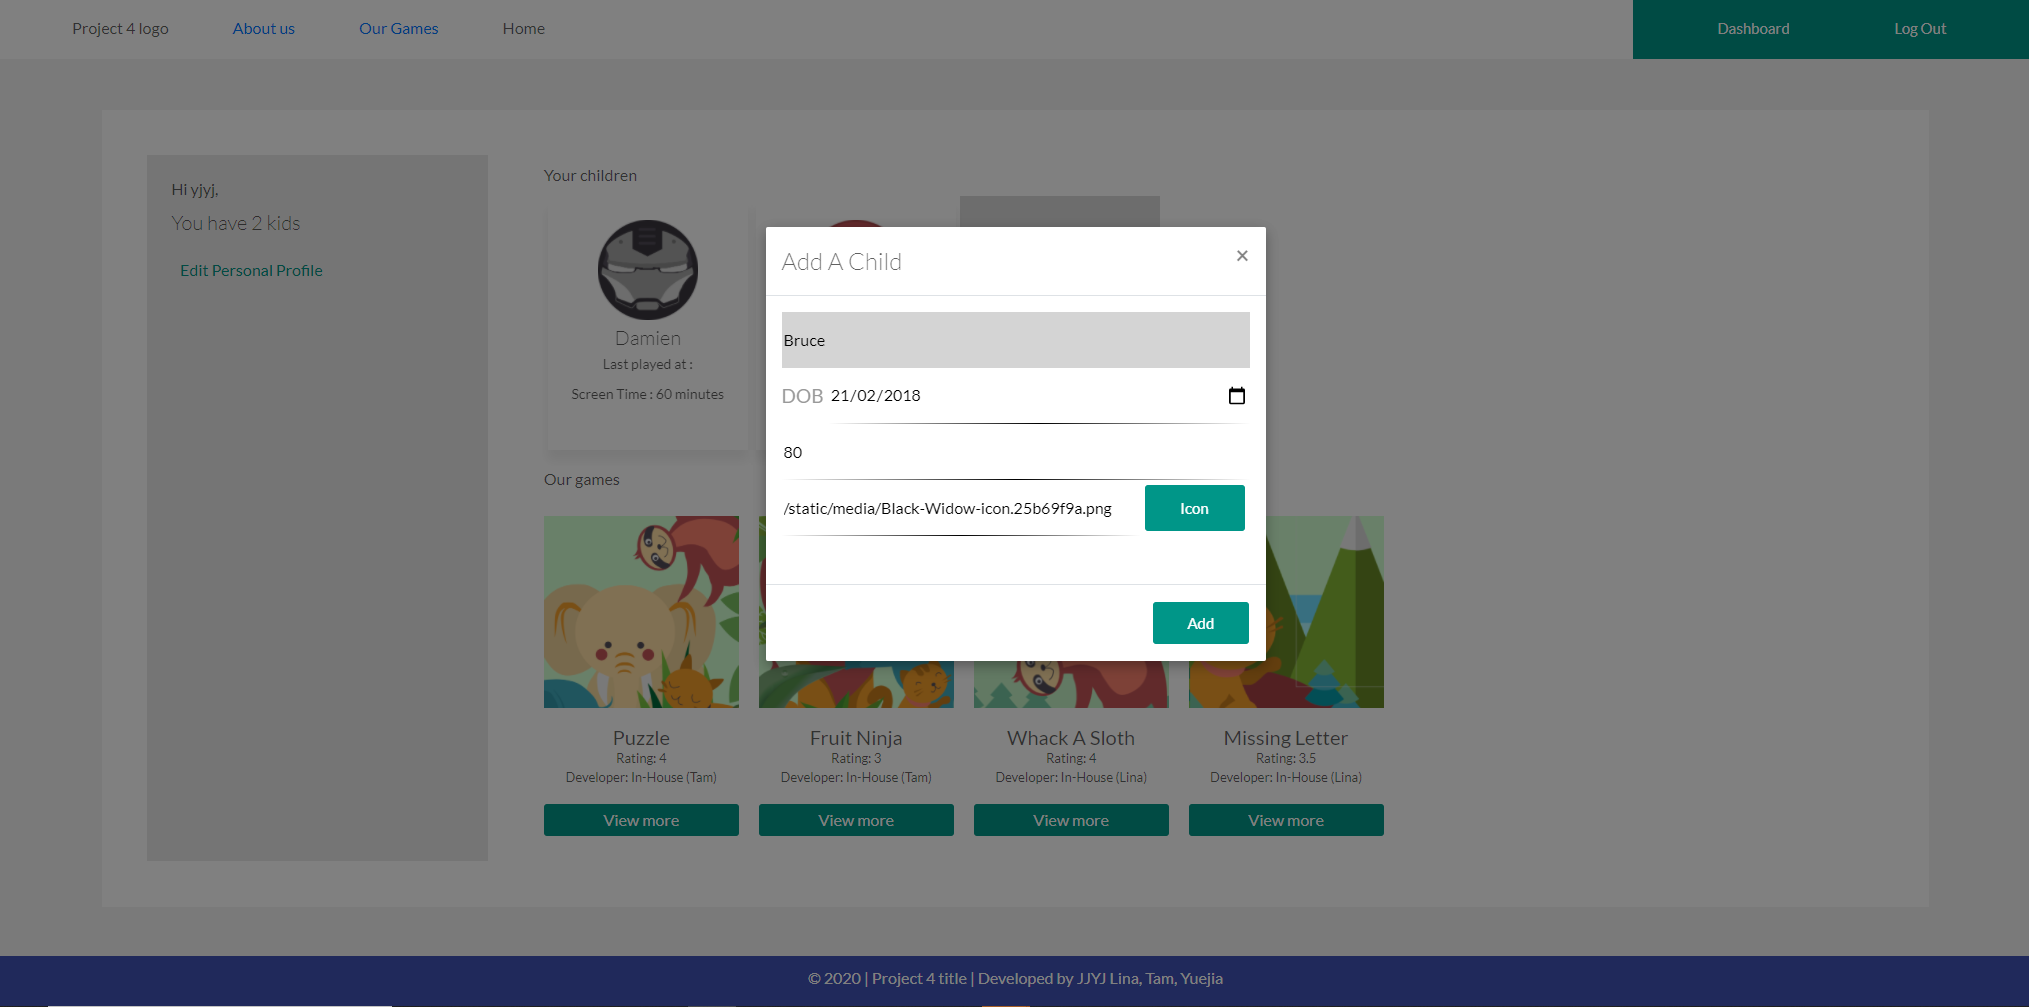 Project 4 logo
About us
Our Games
Home
Dashboard
Log Out
Hi yjyj,
You have 2 kids
Edit Personal Profile
Your children
Damien
Last played at :
Screen Time : 60 minutes
Add A Child
×
Bruce
DOB 21/02/2018
80
/static/media/Black-Widow-icon.25b69f9a.png
Icon
Add
Our games
Puzzle
Rating: 4
Developer: In-House (Tam)
View more
Fruit Ninja
Rating: 3
Developer: In-House (Tam)
View more
Whack A Sloth
Rating: 4
Developer: In-House (Lina)
View more
Missing Letter
Rating: 3.5
Developer: In-House (Lina)
View more
© 2020 | Project 4 title | Developed by JJYJ Lina, Tam, Yuejia